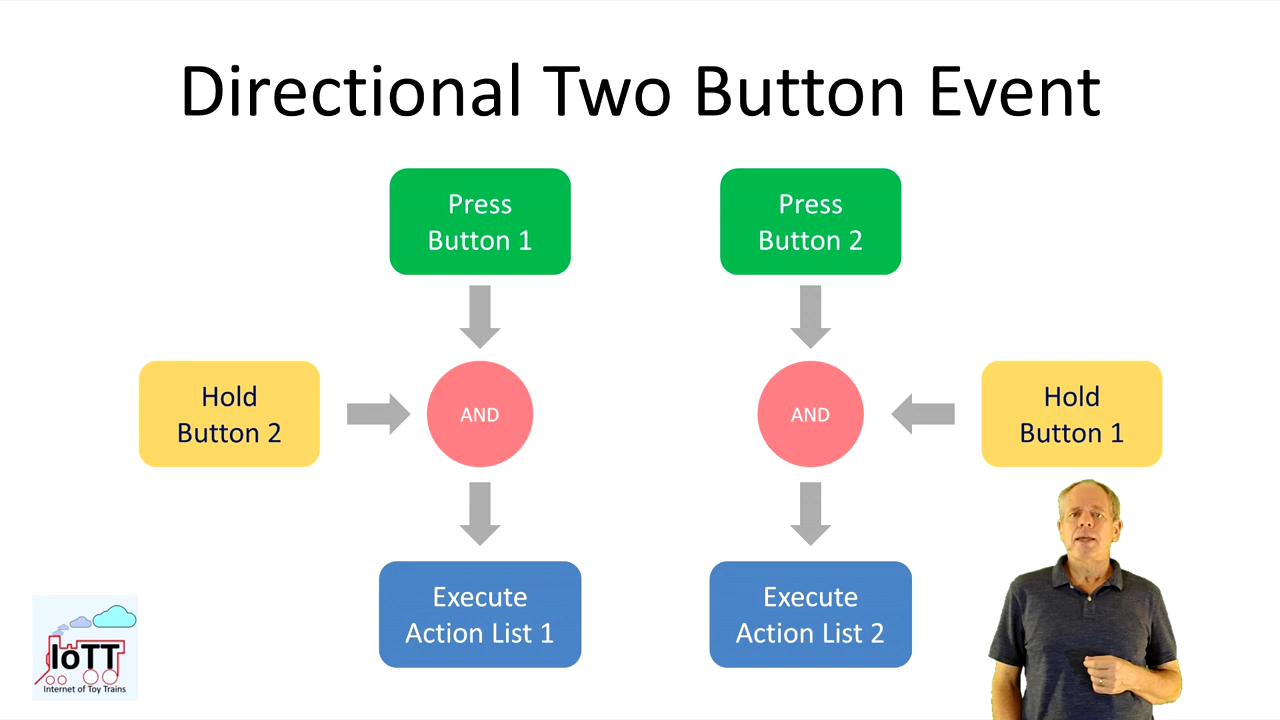 Directional Two Button Event
Press
Button 1
Press
Button 2
Hold
Button 2
AND
AND
Hold
Button 1
Execute
Action List 1
Execute
Action List 2
IoTT
Internet of Toy Trains